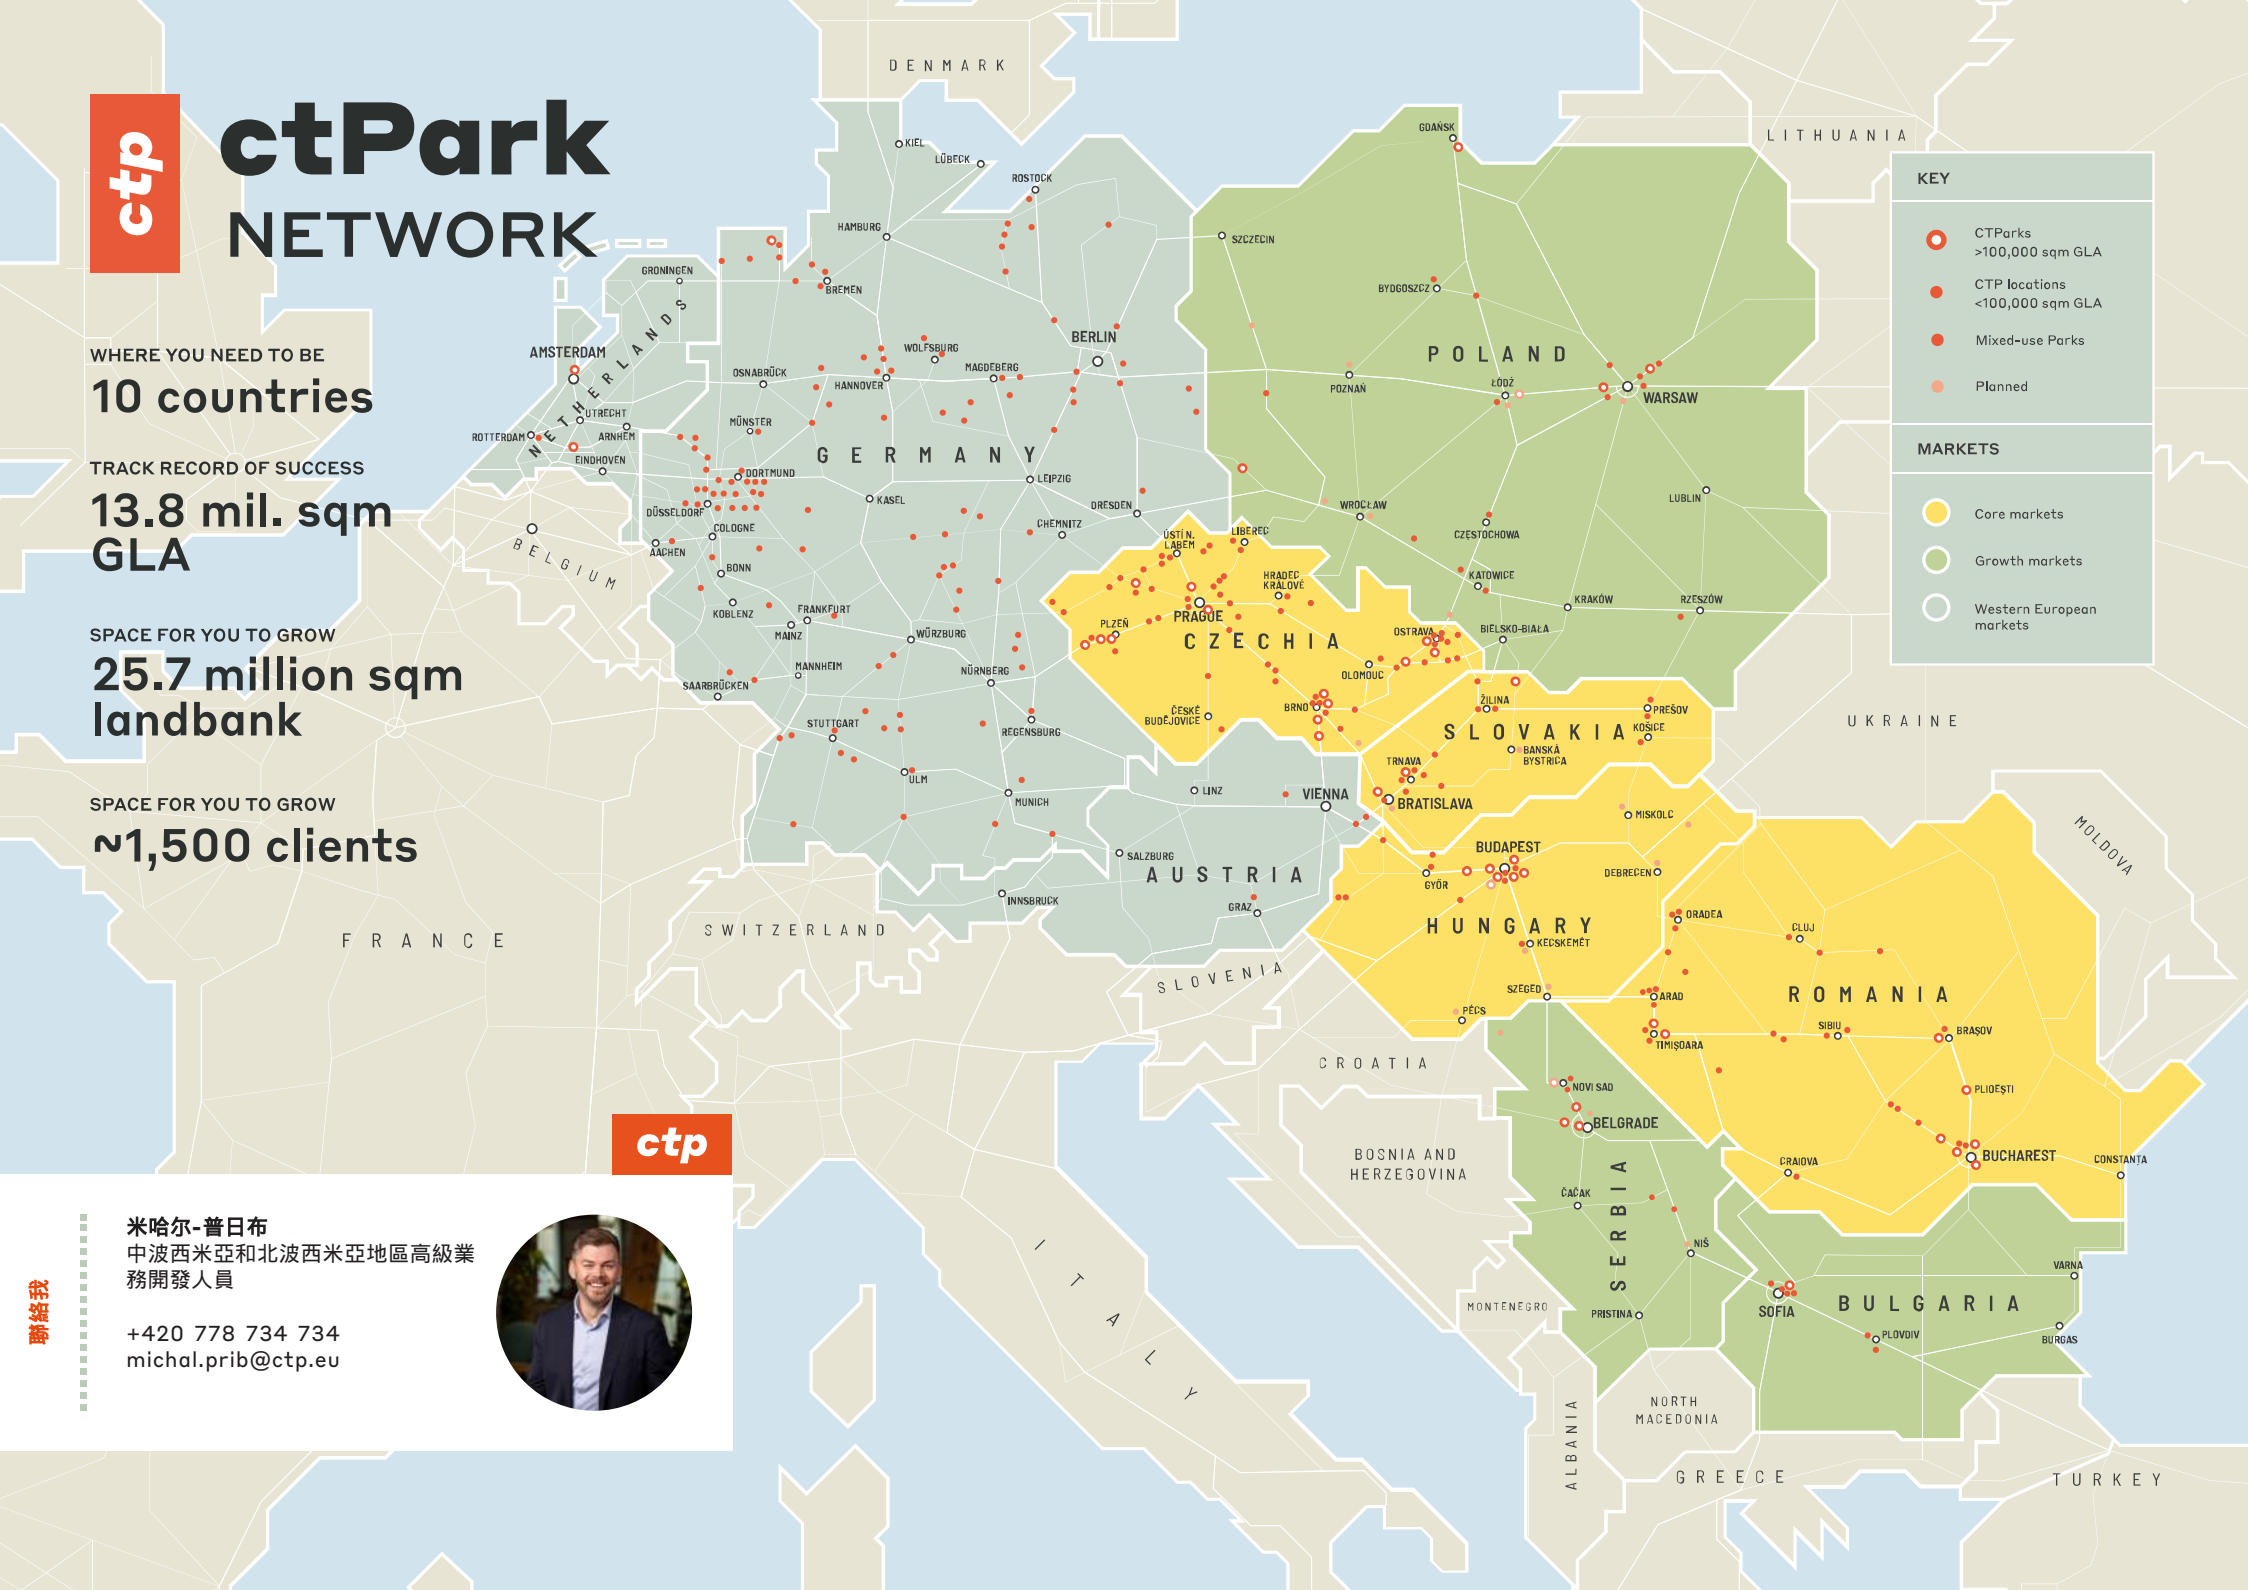 ctp
ctPark
NETWORK
WHERE YOU NEED TO BE
10 countries
TRACK RECORD OF SUCCESS
13.8 mil. sqm
GLA
SPACE FOR YOU TO GROW
25.7 million sqm
landbank
SPACE FOR YOU TO GROW
~1,500 clients
KEY
CTParks
>100,000 sqm GLA
CTP locations
<100,000 sqm GLA
Mixed-use Parks
Planned
MARKETS
Core markets
Growth markets
Western European
markets
DENMARK
LITHUANIA
KIEL
LÜBECK
ROSTOCK
HAMBURG
GRONINGEN
BREMEN
NETHERLANDS
AMSTERDAM
UTRECHT
ROTTERDAM
ARNHEM
EINDHOVEN
OSNABRÜCK
HANNOVER
WOLFSBURG
MAGDEBERG
BERLIN
MÜNSTER
GERMANY
DORTMUND
DÜSSELDORF
KASEL
LEIPZIG
DRESDEN
CHEMNITZ
COLOGNE
AACHEN
BONN
BELGIUM
KOBLENZ
FRANKFURT
MAINZ
WÜRZBURG
MANNHEIM
NÜRNBERG
SAARBRÜCKEN
STUTTGART
REGENSBURG
ULM
MUNICH
GDAŃSK
SZCZECIN
BYDGOSZCZ
POLAND
POZNAŃ
ŁÓDŹ
WARSAW
WROCŁAW
LUBLIN
CZĘSTOCHOWA
KATOWICE
KRAKÓW
RZESZÓW
BIELSKO-BIAŁA
ÚSTÍ N.
LABEM
LIBEREC
HRADEC
KRÁLOVÉ
PRAGUE
PLZEŇ
CZECHIA
OSTRAVA
OLOMOUC
ČESKÉ
BUDĚJOVICE
BRNO
ŽILINA
PREŠOV
SLOVAKIA
KOŠICE
BANSKÁ
BYSTRICA
TRNAVA
BRATISLAVA
UKRAINE
MOLDOVA
LINZ
VIENNA
SALZBURG
AUSTRIA
INNSBRUCK
GRAZ
MISKOLC
BUDAPEST
GYŐR
DEBRECEN
HUNGARY
KECSKEMÉT
SZEGED
PÉCS
FRANCE
SWITZERLAND
SLOVENIA
CROATIA
ORADEA
CLUJ
ROMANIA
ARAD
TIMIȘOARA
SIBIU
BRAȘOV
PLIOEȘTI
BUCHAREST
CRAIOVA
CONSTANȚA
NOVI SAD
BELGRADE
BOSNIA AND
HERZEGOVINA
SERBIA
ČAČAK
NIŠ
PRISTINA
MONTENEGRO
SOFIA
BULGARIA
VARNA
BURGAS
PLOVDIV
ITALY
ALBANIA
NORTH
MACEDONIA
GREECE
TURKEY
ctp
聯絡我
米哈尔-普日布
中波西米亞和北波西米亞地區高級業
務開發人員
+420 778 734 734
michal.prib@ctp.eu